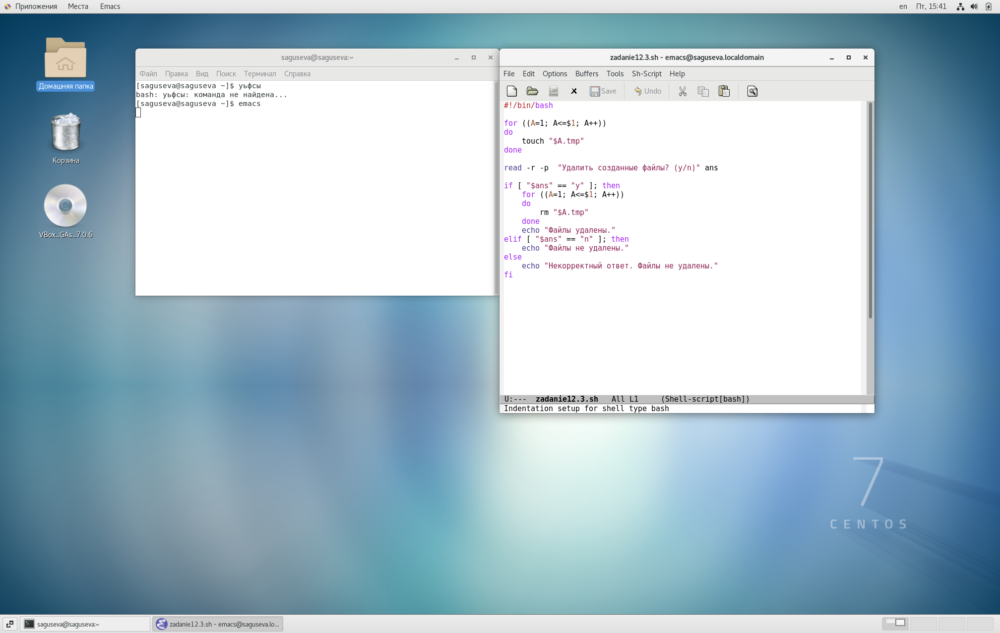 Приложения Места Emacs
en Пт, 15:41
Домашняя папка
Корзина
VBox_GAs_7.0.6
saguseva@saguseva:~
Файл Правка Вид Поиск Терминал Справка
[saguseva@saguseva ~]$ уьфсы
bash: уьфсы: команда не найдена...
[saguseva@saguseva ~]$ emacs
zadanie12.3.sh - emacs@saguseva.localdomain
File Edit Options Buffers Tools Sh-Script Help
Save Undo
#!/bin/bash
for ((A=1; A<=$1; A++))
do
    touch "$A.tmp"
done
read -r -p  "Удалить созданные файлы? (y/n)" ans
if [ "$ans" == "y" ]; then
    for ((A=1; A<=$1; A++))
    do
        rm "$A.tmp"
    done
    echo "Файлы удалены."
elif [ "$ans" == "n" ]; then
    echo "Файлы не удалены."
else
    echo "Некорректный ответ. Файлы не удалены."
fi
U:---  zadanie12.3.sh   All L1     (Shell-script[bash])
Indentation setup for shell type bash
7
CENTOS
saguseva@saguseva:~
zadanie12.3.sh - emacs@saguseva.lo...